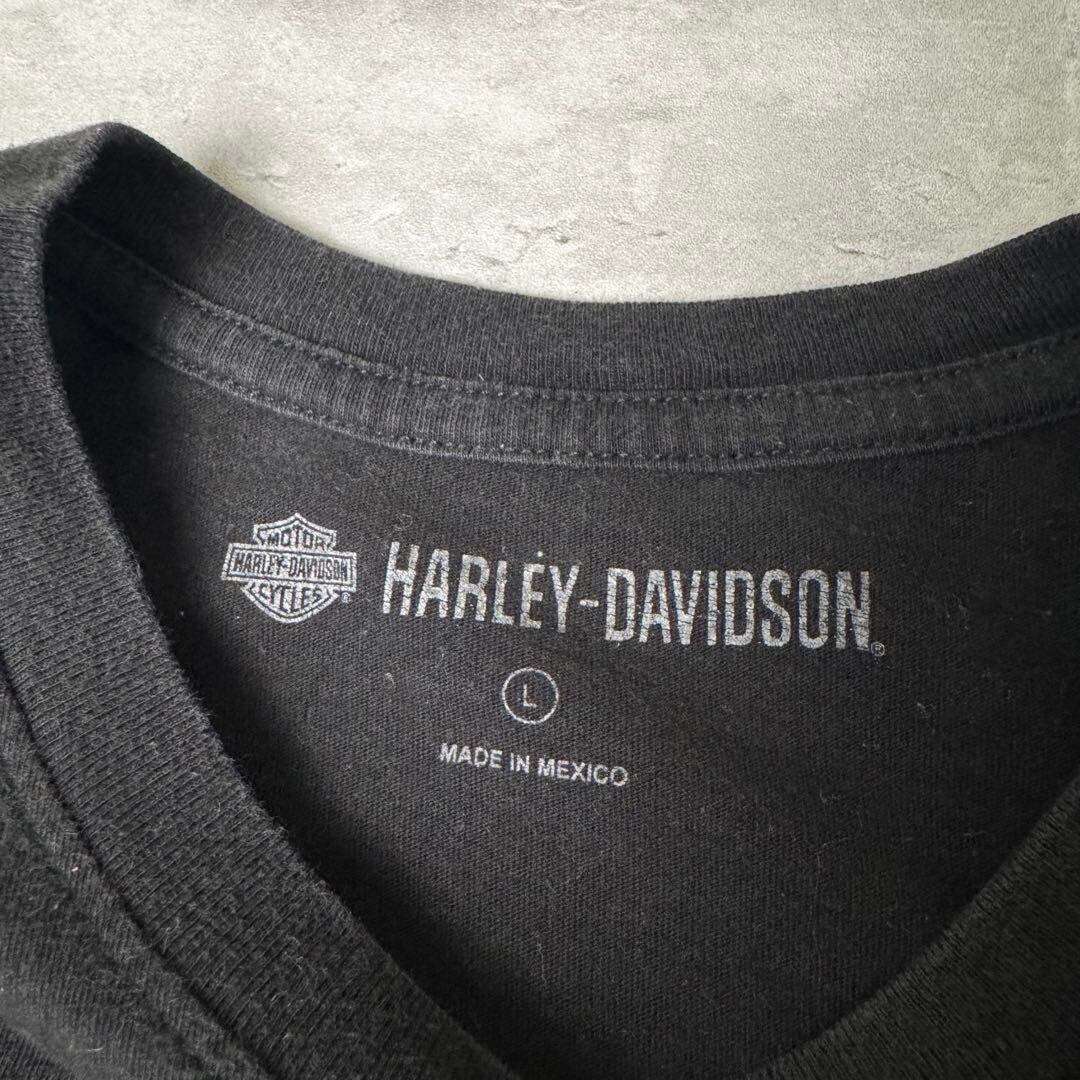 MOTOR
HARLEY-DAVIDSON
CYCLES®
HARLEY-DAVIDSON®
L
MADE IN MEXICO